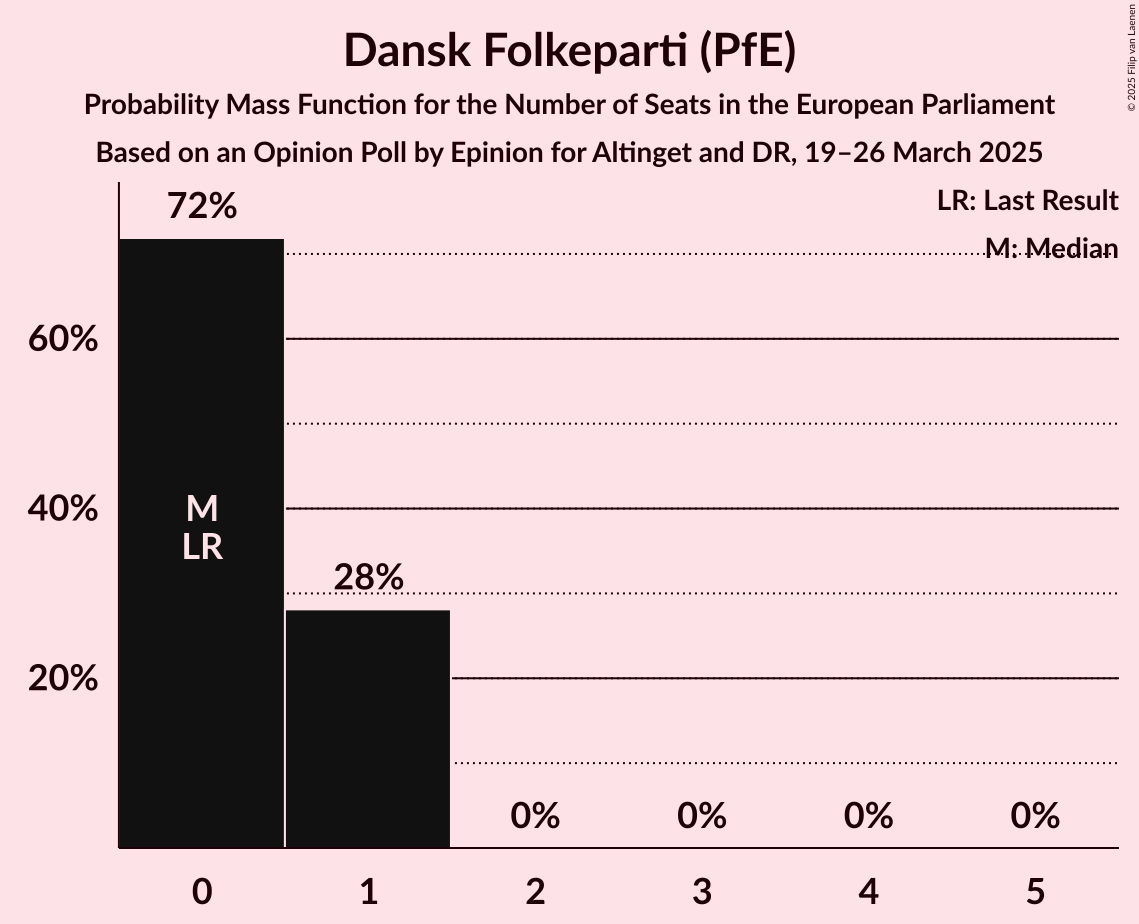 Dansk Folkeparti (PfE)
Probability Mass Function for the Number of Seats in the European Parliament
Based on an Opinion Poll by Epinion for Altinget and DR, 19–26 March 2025
© 2025 Filip van Laenen
LR: Last Result
M: Median
72%
60%
40%
20%
M
LR
28%
0% 0% 0% 0%
0 1 2 3 4 5